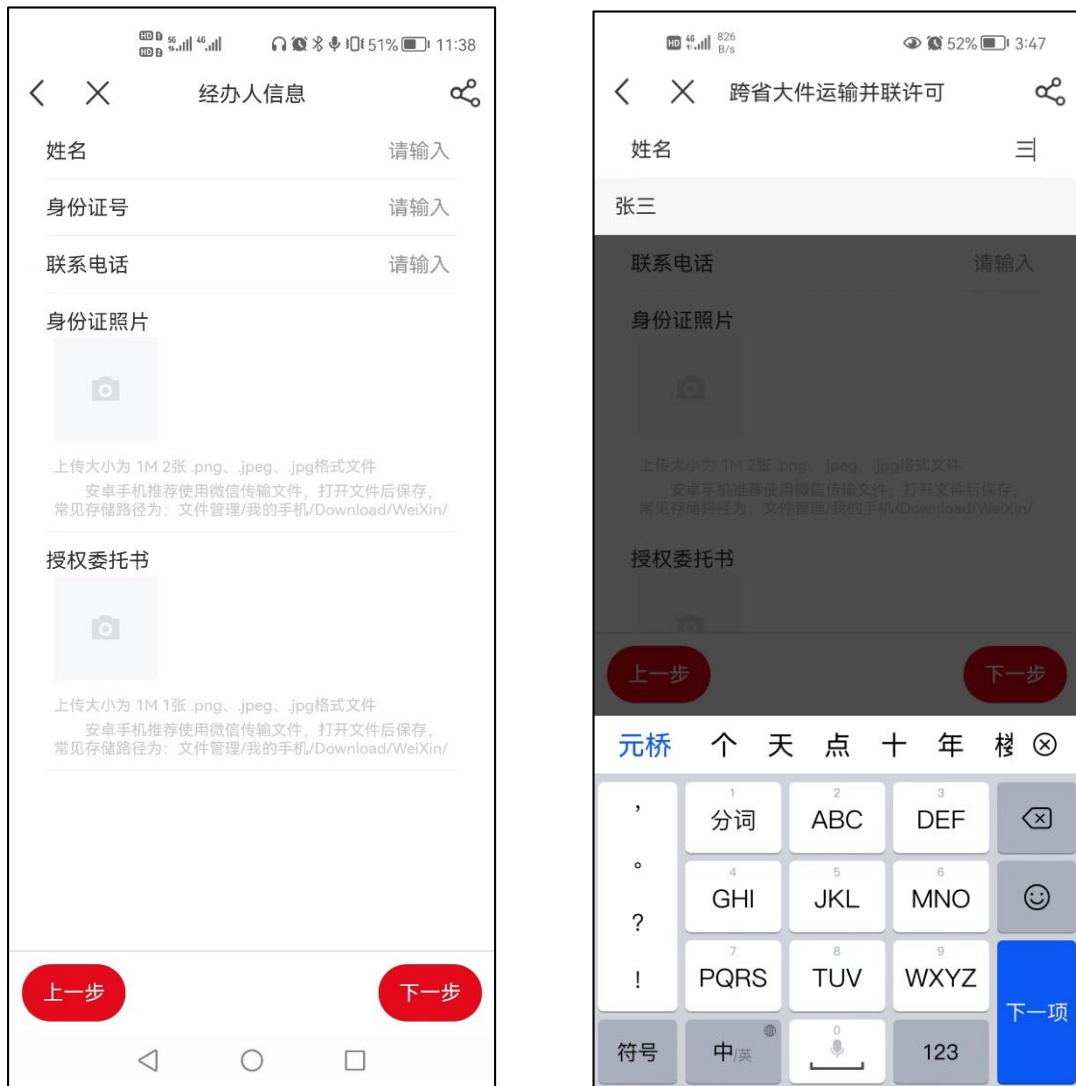 HD 5G 4G 51% 11:38
HD
经办人信息
姓名 请输入
身份证号 请输入
联系电话 请输入
身份证照片
上传大小为 1M 2张 .png、.jpeg、.jpg格式文件
安卓手机推荐使用微信传输文件，打开文件后保存，
常见存储路径为：文件管理/我的手机/Download/WeiXin/
授权委托书
上传大小为 1M 1张 .png、.jpeg、.jpg格式文件
安卓手机推荐使用微信传输文件，打开文件后保存，
常见存储路径为：文件管理/我的手机/Download/WeiXin/
上一步 下一步
HD 4G 826 B/s 52% 3:47
跨省大件运输并联许可
姓名 三
张三
联系电话 请输入
身份证照片
上传大小为 1M 2张 .png、.jpeg、.jpg格式文件
安卓手机推荐使用微信传输文件，打开文件后保存，
常见存储路径为：文件管理/我的手机/Download/WeiXin/
授权委托书
上一步 下一步
元桥 个 天 点 十 年 楼
， 1 分词 2 ABC 3 DEF
。 4 GHI 5 JKL 6 MNO
？
！ 7 PQRS 8 TUV 9 WXYZ 下一项
符号 中/英 0 123